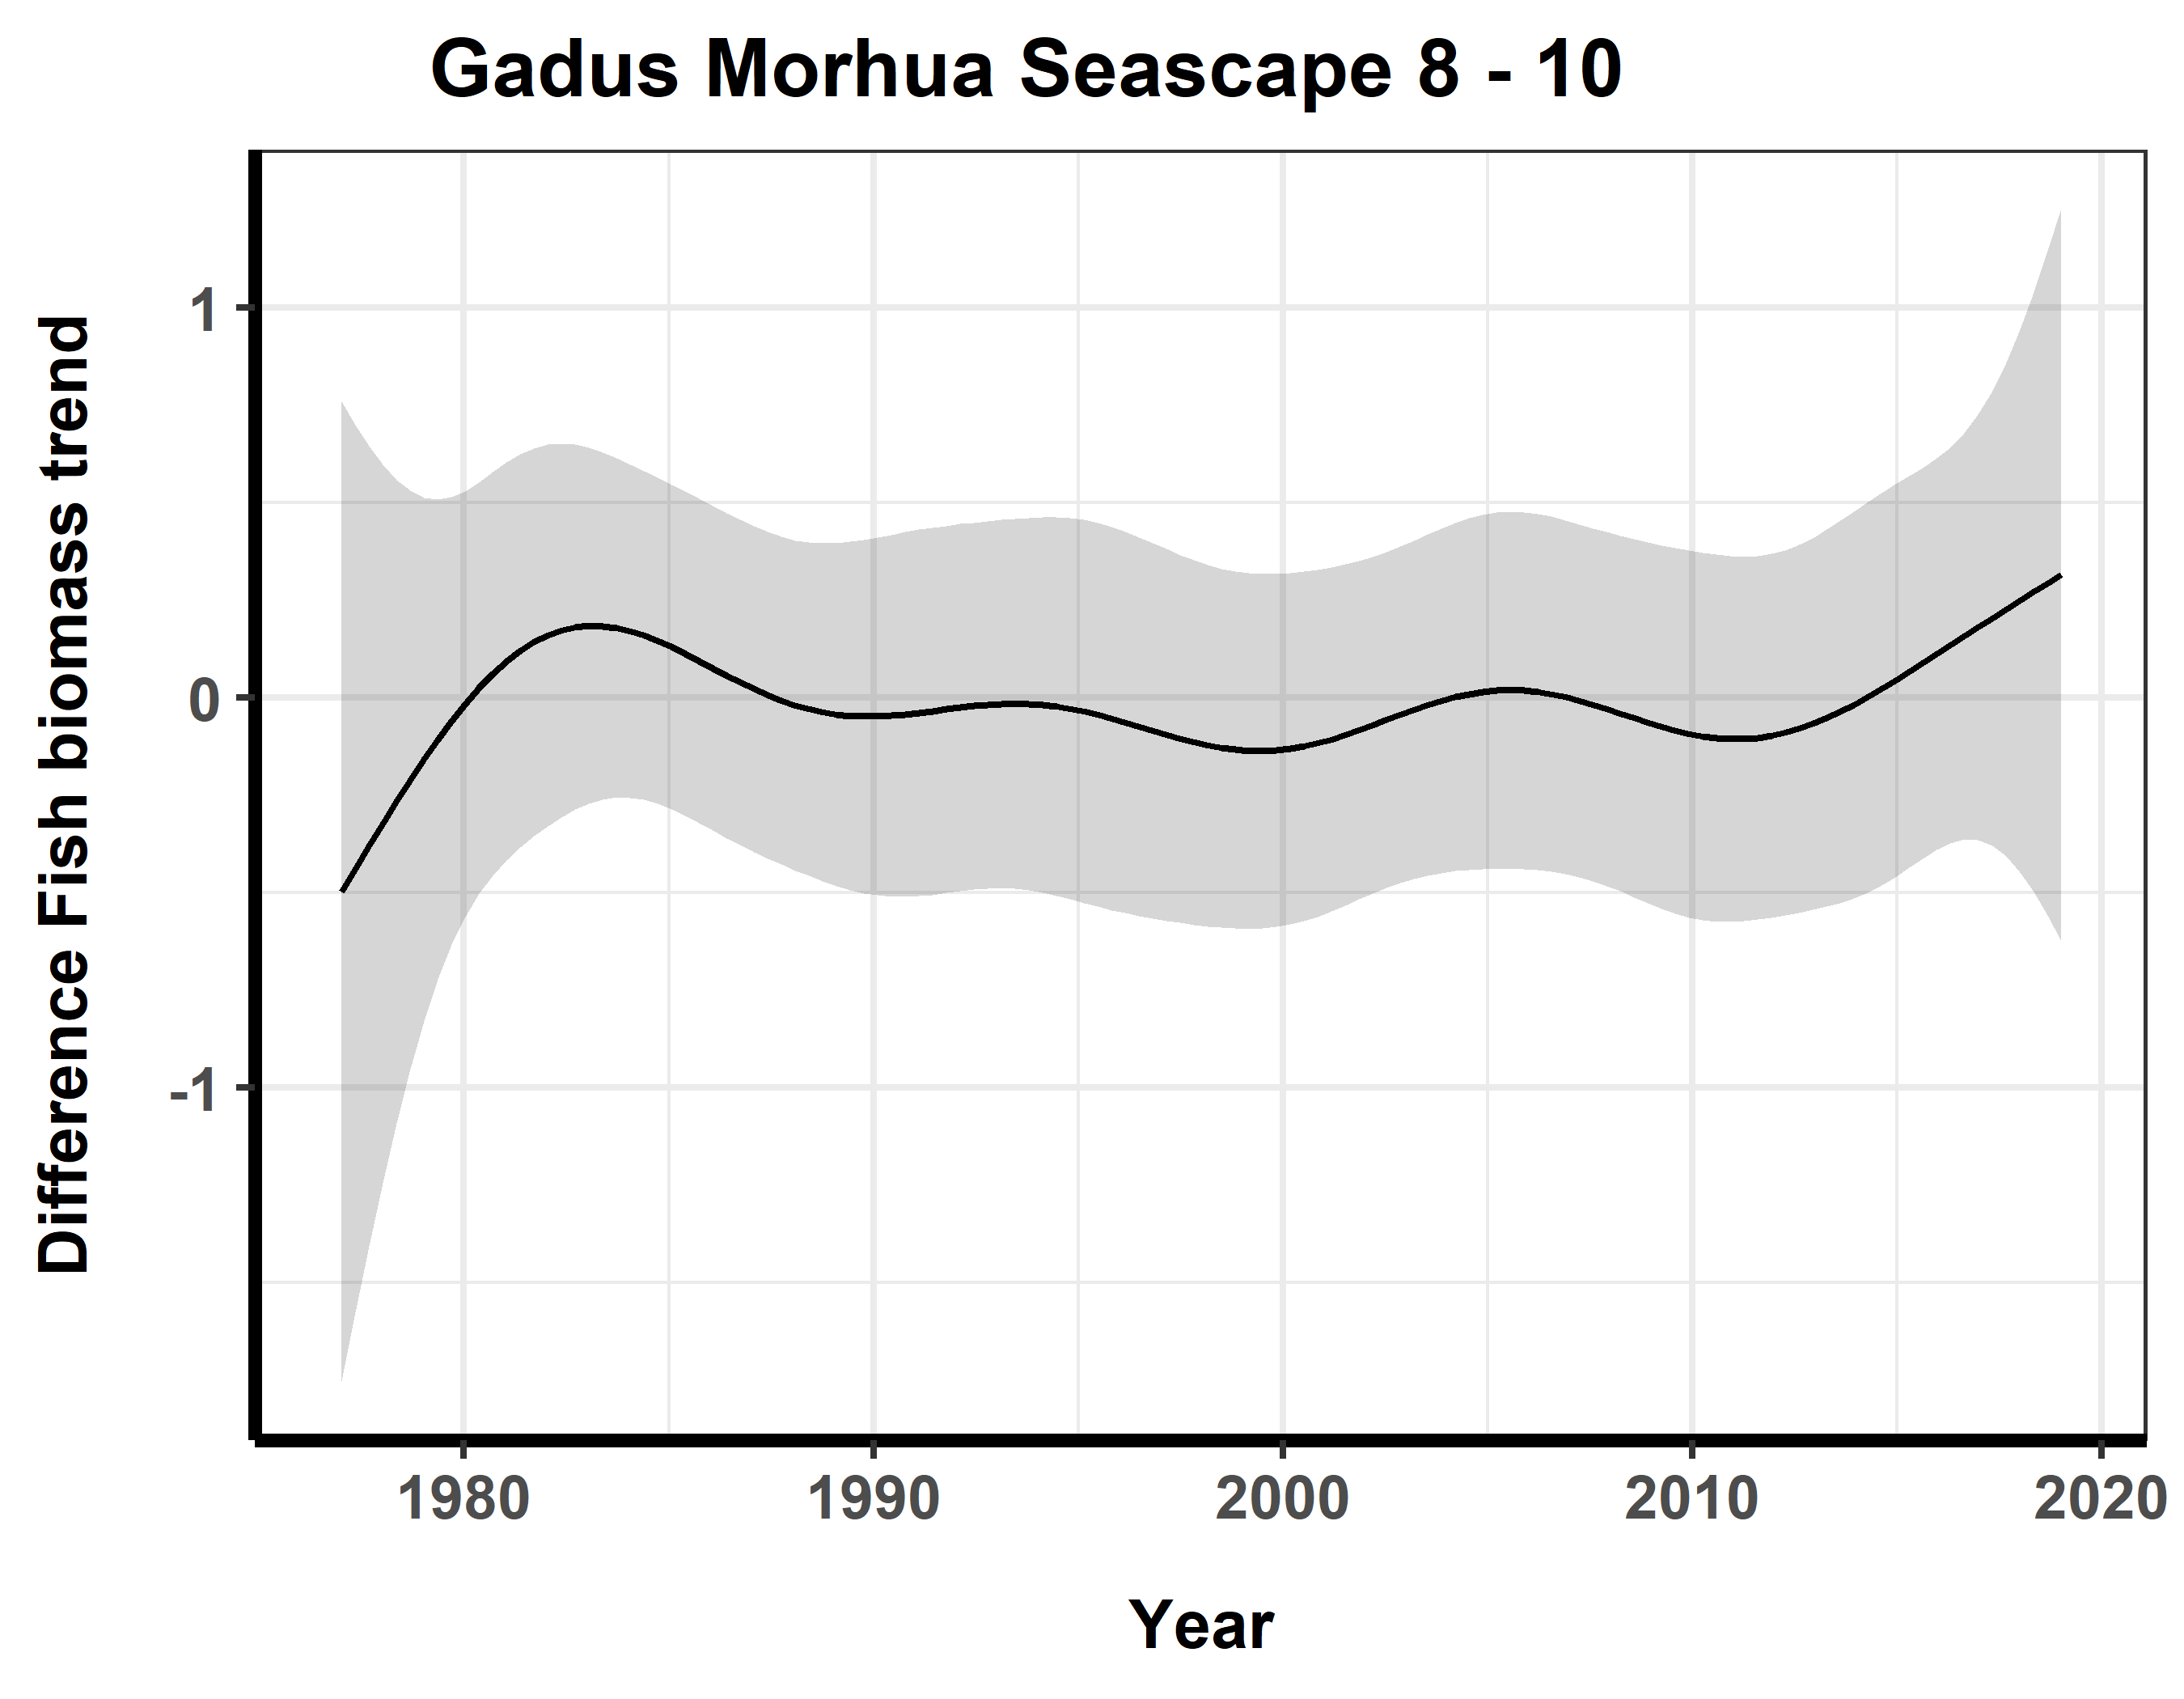 Gadus Morhua Seascape 8 - 10
Difference Fish biomass trend
1
0
-1
1980 1990 2000 2010 2020
Year